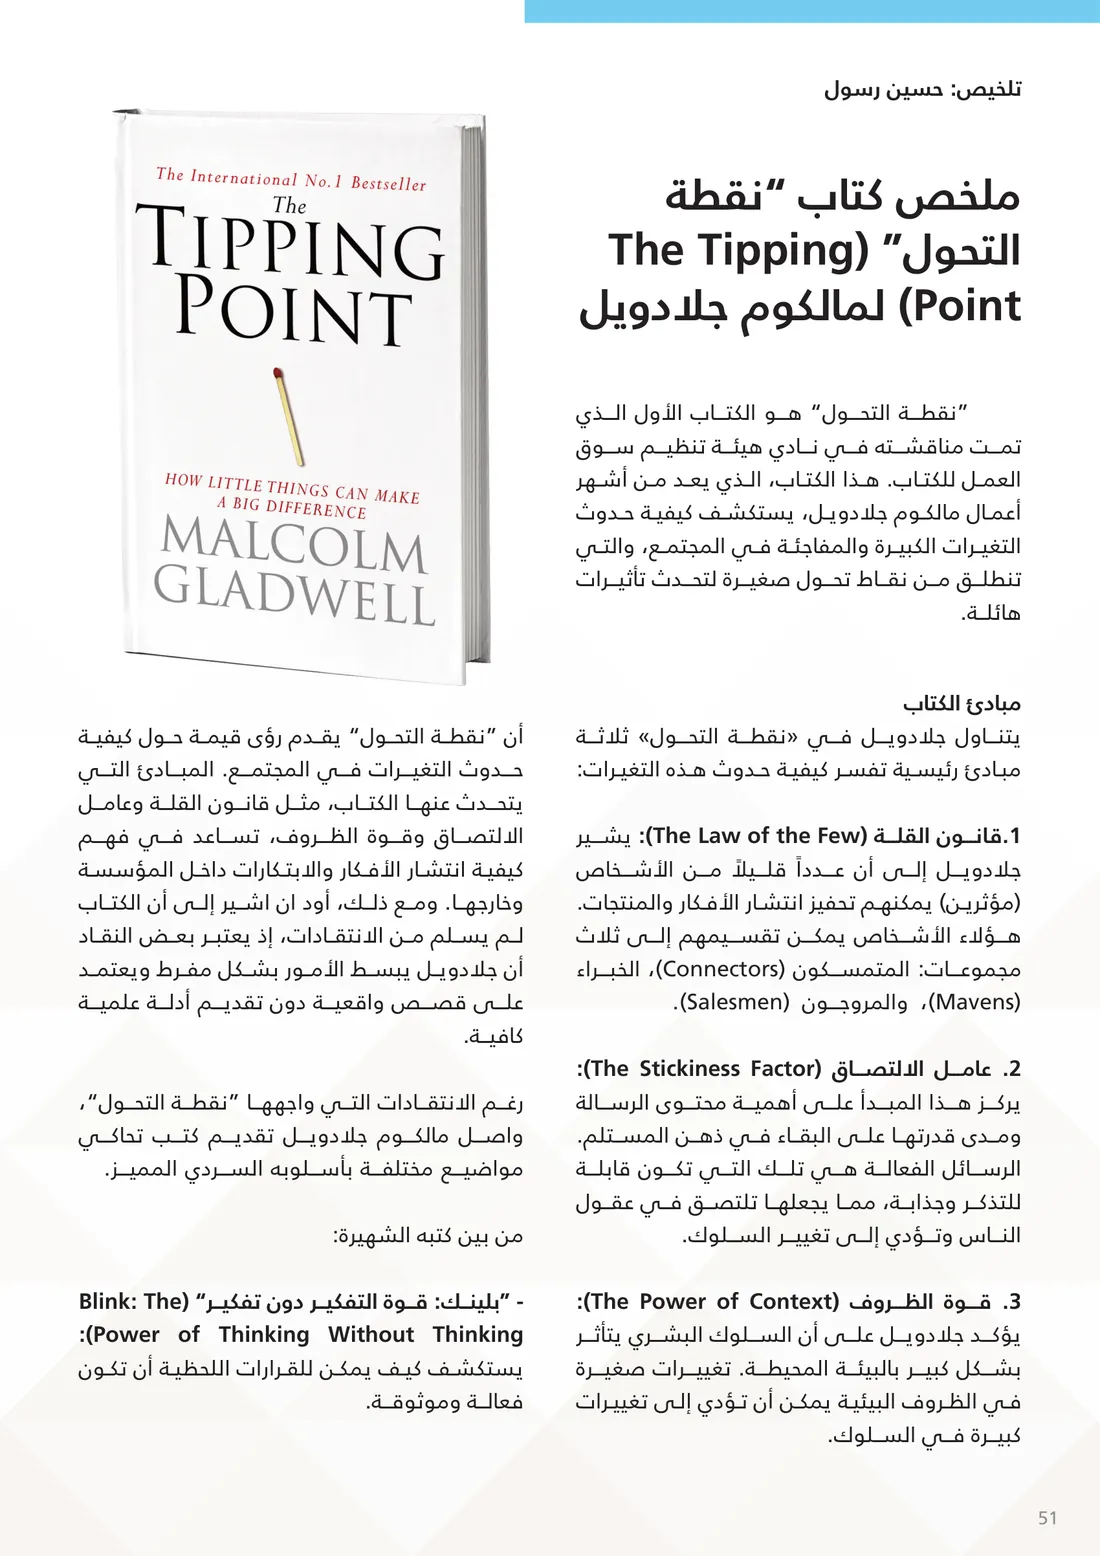 تلخيص: حسين رسول
ملخص كتاب “نقطة
التحول” (The Tipping
Point) لمالكوم جلادويل
The International No.1 Bestseller
The
TIPPING
POINT
HOW LITTLE THINGS CAN MAKE
A BIG DIFFERENCE
MALCOLM
GLADWELL
”نقطة التحول“ هو الكتاب الأول الذي
تمت مناقشته في نادي هيئة تنظيم سوق
العمل للكتاب. هذا الكتاب، الذي يعد من أشهر
أعمال مالكوم جلادويل، يستكشف كيفية حدوث
التغيرات الكبيرة والمفاجئة في المجتمع، والتي
تنطلق من نقاط تحول صغيرة لتحدث تأثيرات
هائلة.
مبادئ الكتاب
يتناول جلادويل في «نقطة التحول» ثلاثة
مبادئ رئيسية تفسر كيفية حدوث هذه التغيرات:
1.قانون القلة (The Law of the Few): يشير
جلادويل إلى أن عدداً قليلاً من الأشخاص
(مؤثرين) يمكنهم تحفيز انتشار الأفكار والمنتجات.
هؤلاء الأشخاص يمكن تقسيمهم إلى ثلاث
مجموعات: المتمسكون (Connectors)، الخبراء
(Mavens)، والمروجون (Salesmen).
2. عامل الالتصاق (The Stickiness Factor):
يركز هذا المبدأ على أهمية محتوى الرسالة
ومدى قدرتها على البقاء في ذهن المستلم.
الرسائل الفعالة هي تلك التي تكون قابلة
للتذكر وجذابة، مما يجعلها تلتصق في عقول
الناس وتؤدي إلى تغيير السلوك.
3. قوة الظروف (The Power of Context):
يؤكد جلادويل على أن السلوك البشري يتأثر
بشكل كبير بالبيئة المحيطة. تغييرات صغيرة
في الظروف البيئية يمكن أن تؤدي إلى تغييرات
كبيرة في السلوك.
أن ”نقطة التحول“ يقدم رؤى قيمة حول كيفية
حدوث التغيرات في المجتمع. المبادئ التي
يتحدث عنها الكتاب، مثل قانون القلة وعامل
الالتصاق وقوة الظروف، تساعد في فهم
كيفية انتشار الأفكار والابتكارات داخل المؤسسة
وخارجها. ومع ذلك، أود ان اشير إلى أن الكتاب
لم يسلم من الانتقادات، إذ يعتبر بعض النقاد
أن جلادويل يبسط الأمور بشكل مفرط ويعتمد
على قصص واقعية دون تقديم أدلة علمية
كافية.
رغم الانتقادات التي واجهها ”نقطة التحول“،
واصل مالكوم جلادويل تقديم كتب تحاكي
مواضيع مختلفة بأسلوبه السردي المميز.
من بين كتبه الشهيرة:
- ”بلينك: قوة التفكير دون تفكير“ (Blink: The
Power of Thinking Without Thinking):
يستكشف كيف يمكن للقرارات اللحظية أن تكون
فعالة وموثوقة.
51